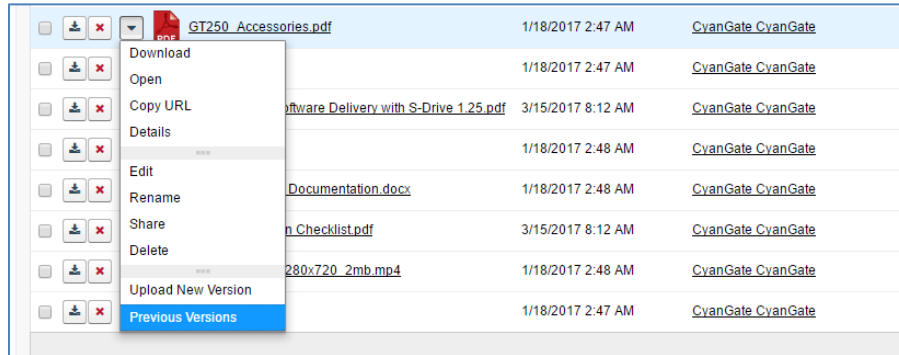 GT250_Accessories.pdf 1/18/2017 2:47 AM CyanGate CyanGate
Download
Open 1/18/2017 2:47 AM CyanGate CyanGate
Copy URL oftware Delivery with S-Drive 1.25.pdf 3/15/2017 8:12 AM CyanGate CyanGate
Details
1/18/2017 2:48 AM CyanGate CyanGate
Edit
Rename Documentation.docx 1/18/2017 2:48 AM CyanGate CyanGate
Share n Checklist.pdf 3/15/2017 8:12 AM CyanGate CyanGate
Delete
280x720_2mb.mp4 1/18/2017 2:48 AM CyanGate CyanGate
Upload New Version
Previous Versions 1/18/2017 2:47 AM CyanGate CyanGate